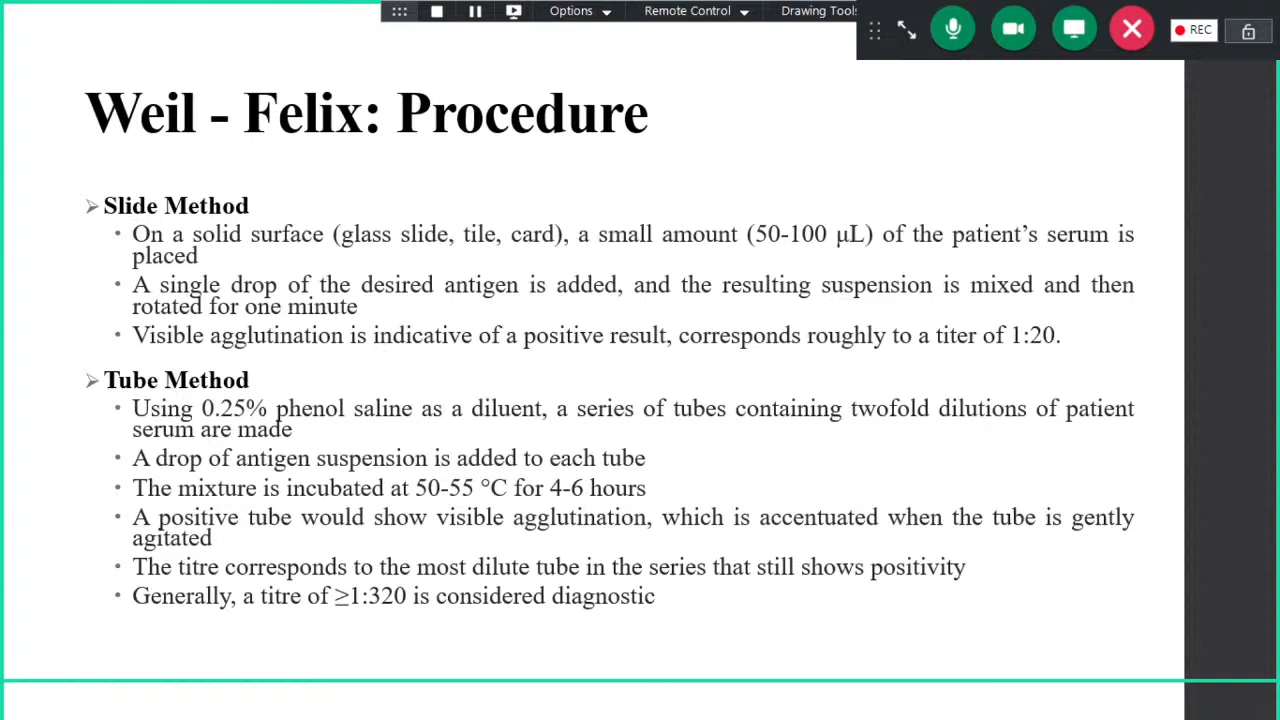 Options
Remote Control
Drawing Tools
REC
Weil - Felix: Procedure
Slide Method
On a solid surface (glass slide, tile, card), a small amount (50-100 μL) of the patient’s serum is
placed
A single drop of the desired antigen is added, and the resulting suspension is mixed and then
rotated for one minute
Visible agglutination is indicative of a positive result, corresponds roughly to a titer of 1:20.
Tube Method
Using 0.25% phenol saline as a diluent, a series of tubes containing twofold dilutions of patient
serum are made
A drop of antigen suspension is added to each tube
The mixture is incubated at 50-55 °C for 4-6 hours
A positive tube would show visible agglutination, which is accentuated when the tube is gently
agitated
The titre corresponds to the most dilute tube in the series that still shows positivity
Generally, a titre of ≥1:320 is considered diagnostic